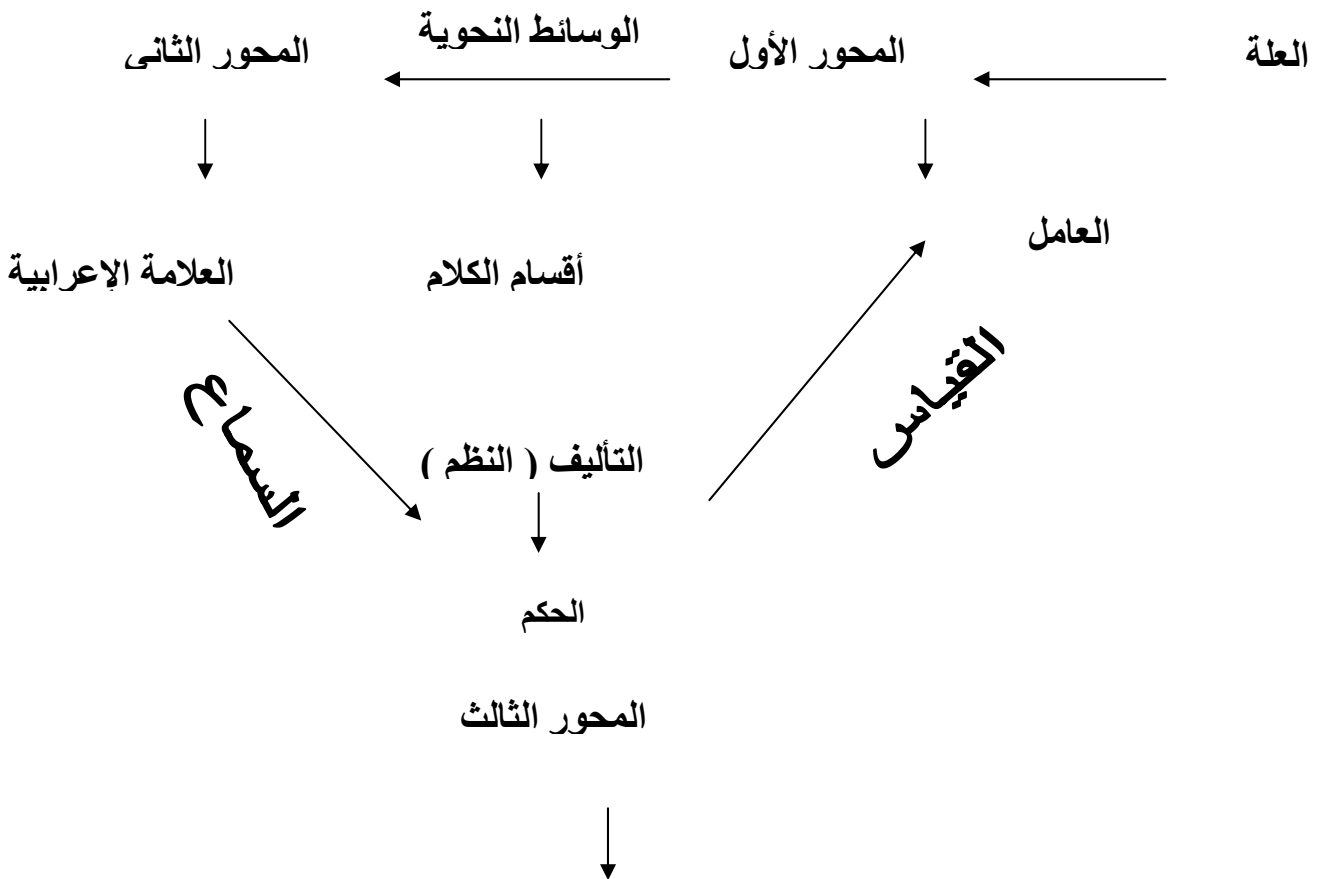 العلة
المحور الأول
الوسائط النحوية
المحور الثانى
العامل
أقسام الكلام
العلامة الإعرابية
القياس
السماع
التأليف ( النظم )
الحكم
المحور الثالث